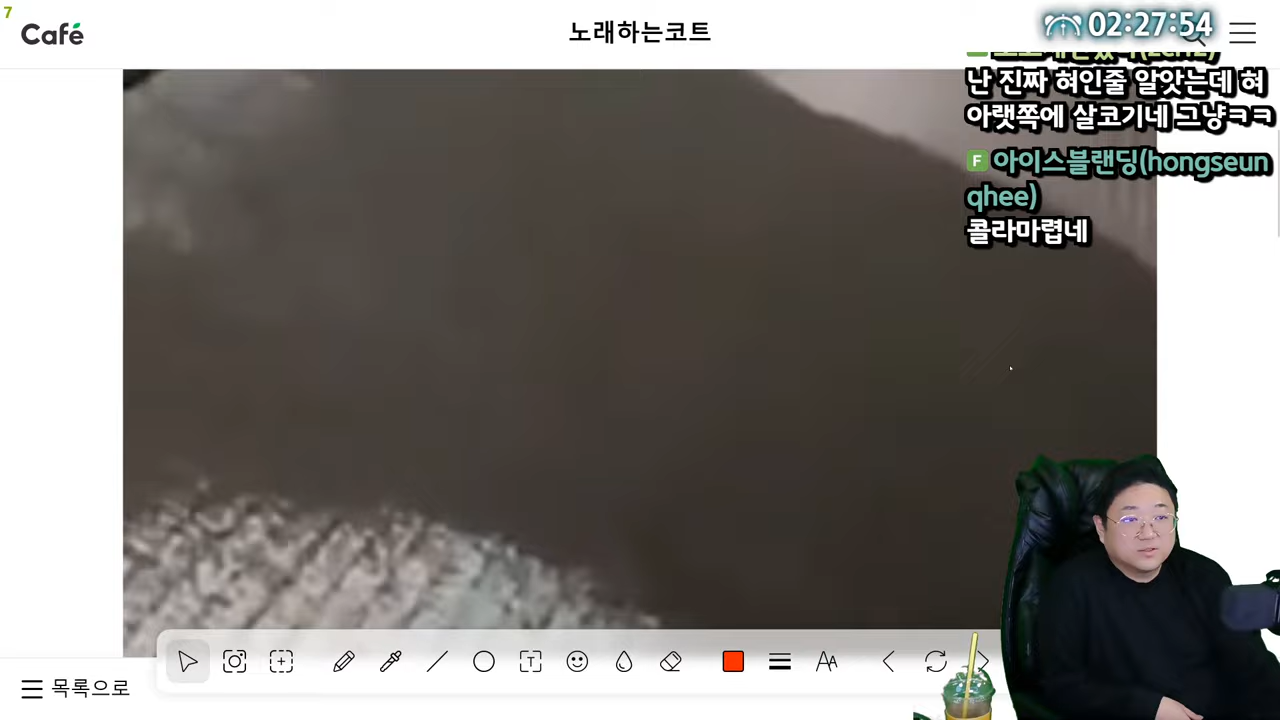 7
Café
노래하는코트
02:27:54
난 진짜 혀인줄 알앗는데 혀
아랫쪽에 살코기네 그냥ㅋㅋ
F 아이스블랜딩(hongseun
qhee)
콜라마렵네
T
AA
목록으로